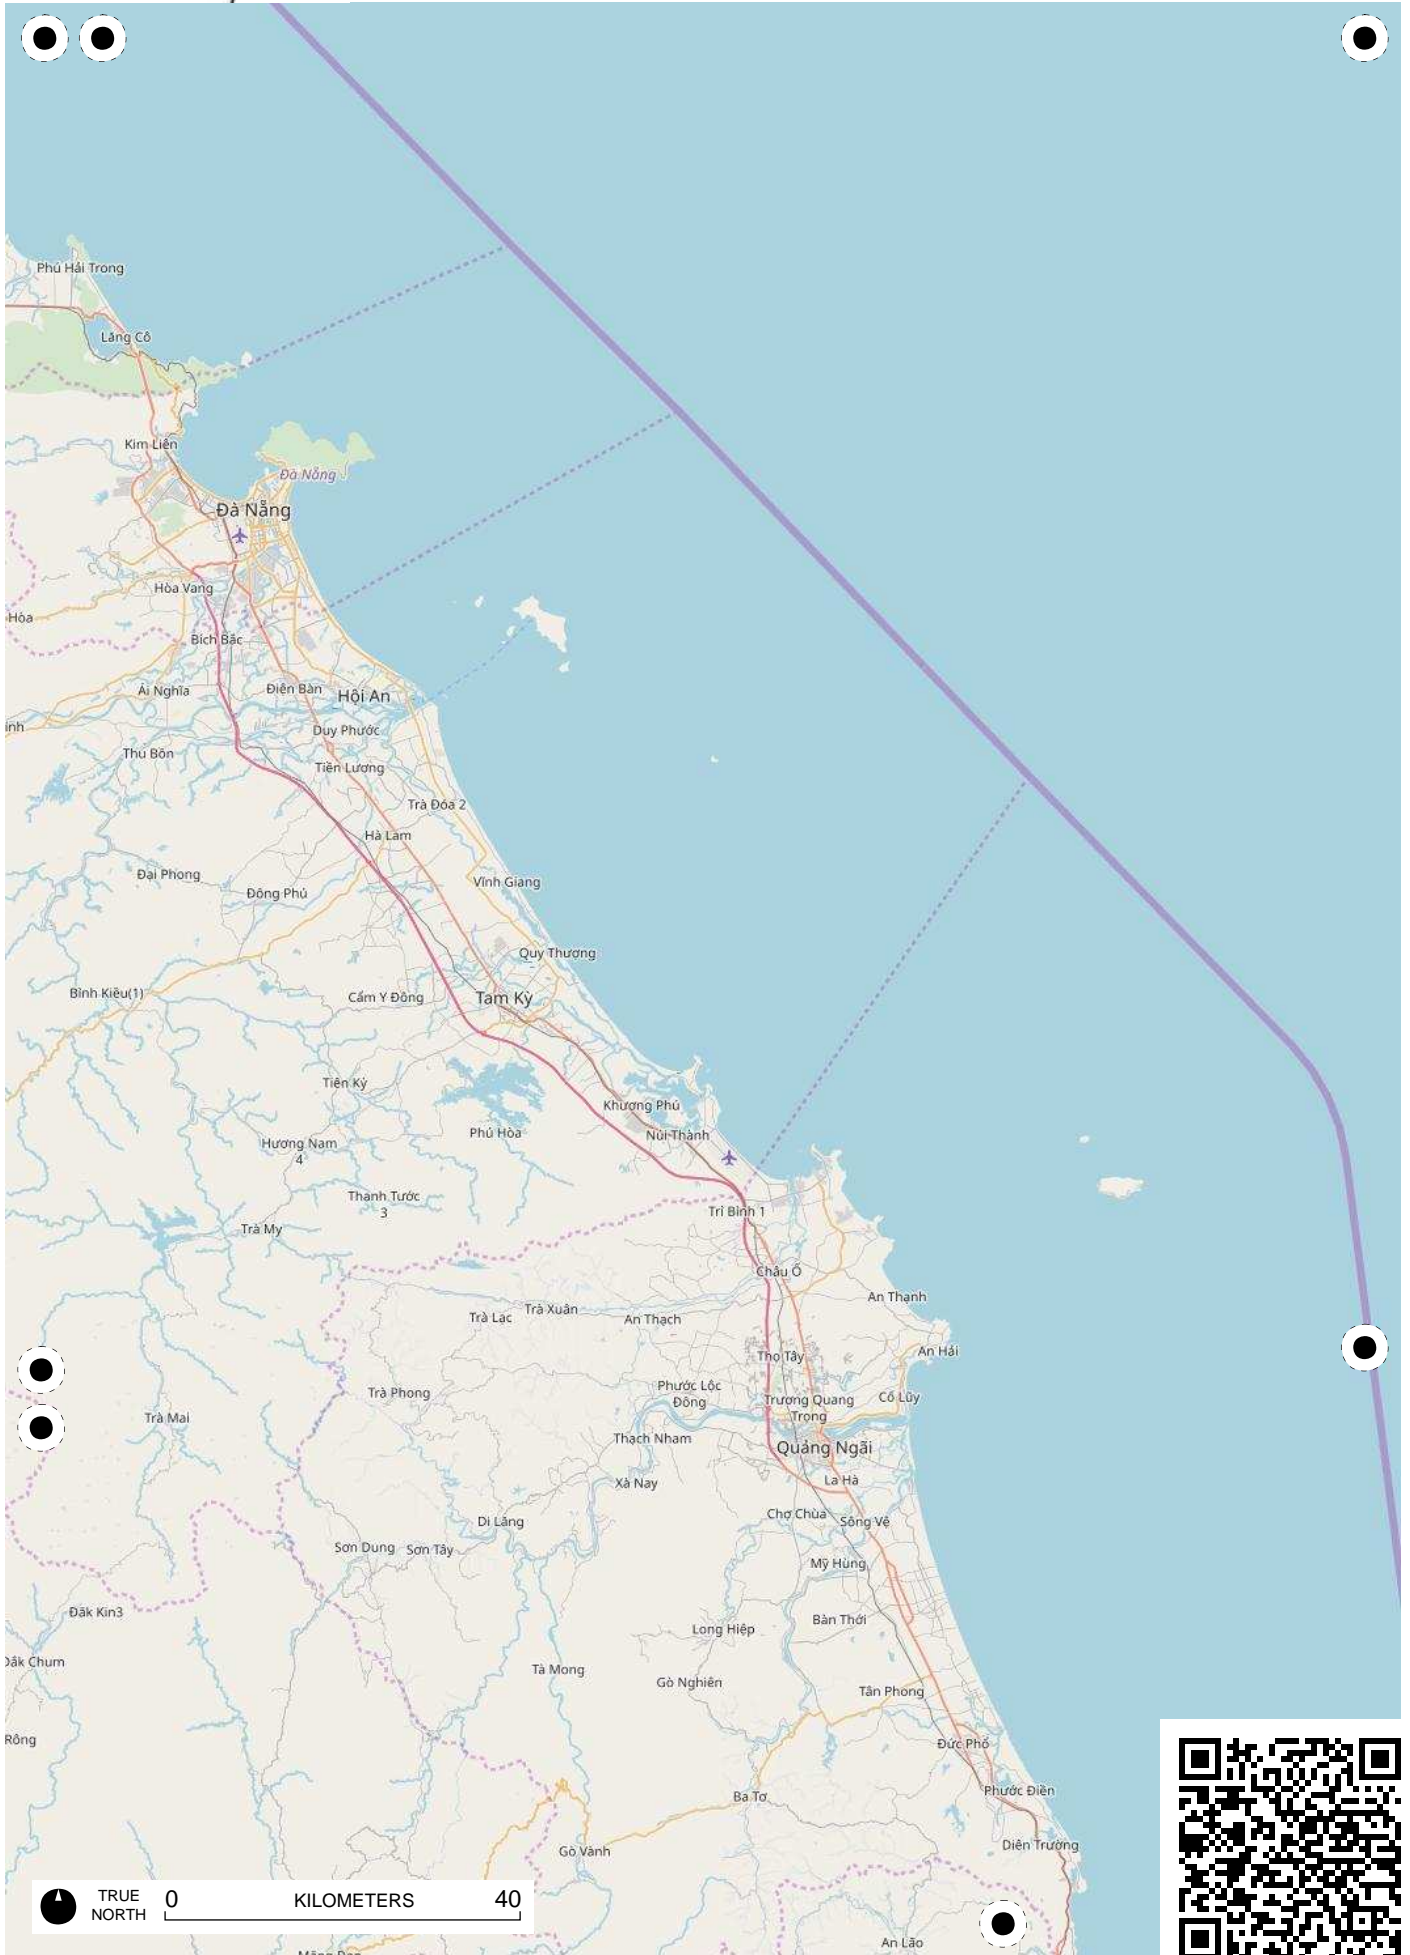 Phú Hải Trong
Lăng Cô
Kim Liên
Đà Nẵng
Đà Nẵng
Hòa Vang
Hòa
Bích Bắc
Ái Nghĩa
Điện Bàn
Hội An
inh
Duy Phước
Thu Bồn
Tiên Lương
Trà Đóa 2
Hà Lam
Đại Phong
Vĩnh Giang
Đông Phú
Quy Thượng
Bình Kiều(1)
Cẩm Y Đông
Tam Kỳ
Tiên Kỳ
Khương Phú
Phú Hòa
Núi Thành
Hương Nam
4
Thanh Tước
3
Trì Bình 1
Trà My
Châu Ổ
An Thạnh
Trà Lạc
Trà Xuân
An Thạch
An Hải
Thọ Tây
Trà Phong
Phước Lộc
Đông
Cổ Lũy
Trương Quang
Trọng
Trà Mai
Thạch Nham
Quảng Ngãi
Xà Nay
La Hà
Chợ Chùa
Di Lăng
Sông Vệ
Sơn Dung
Sơn Tây
Mỹ Hùng
Đăk Kin3
Bàn Thới
Long Hiệp
Đắk Chum
Tà Mong
Gò Nghiên
Tân Phong
Rông
Đức Phổ
Phước Điền
Ba Tơ
Diên Trường
Gò Vành
TRUE
NORTH
0
KILOMETERS
40
An Lão